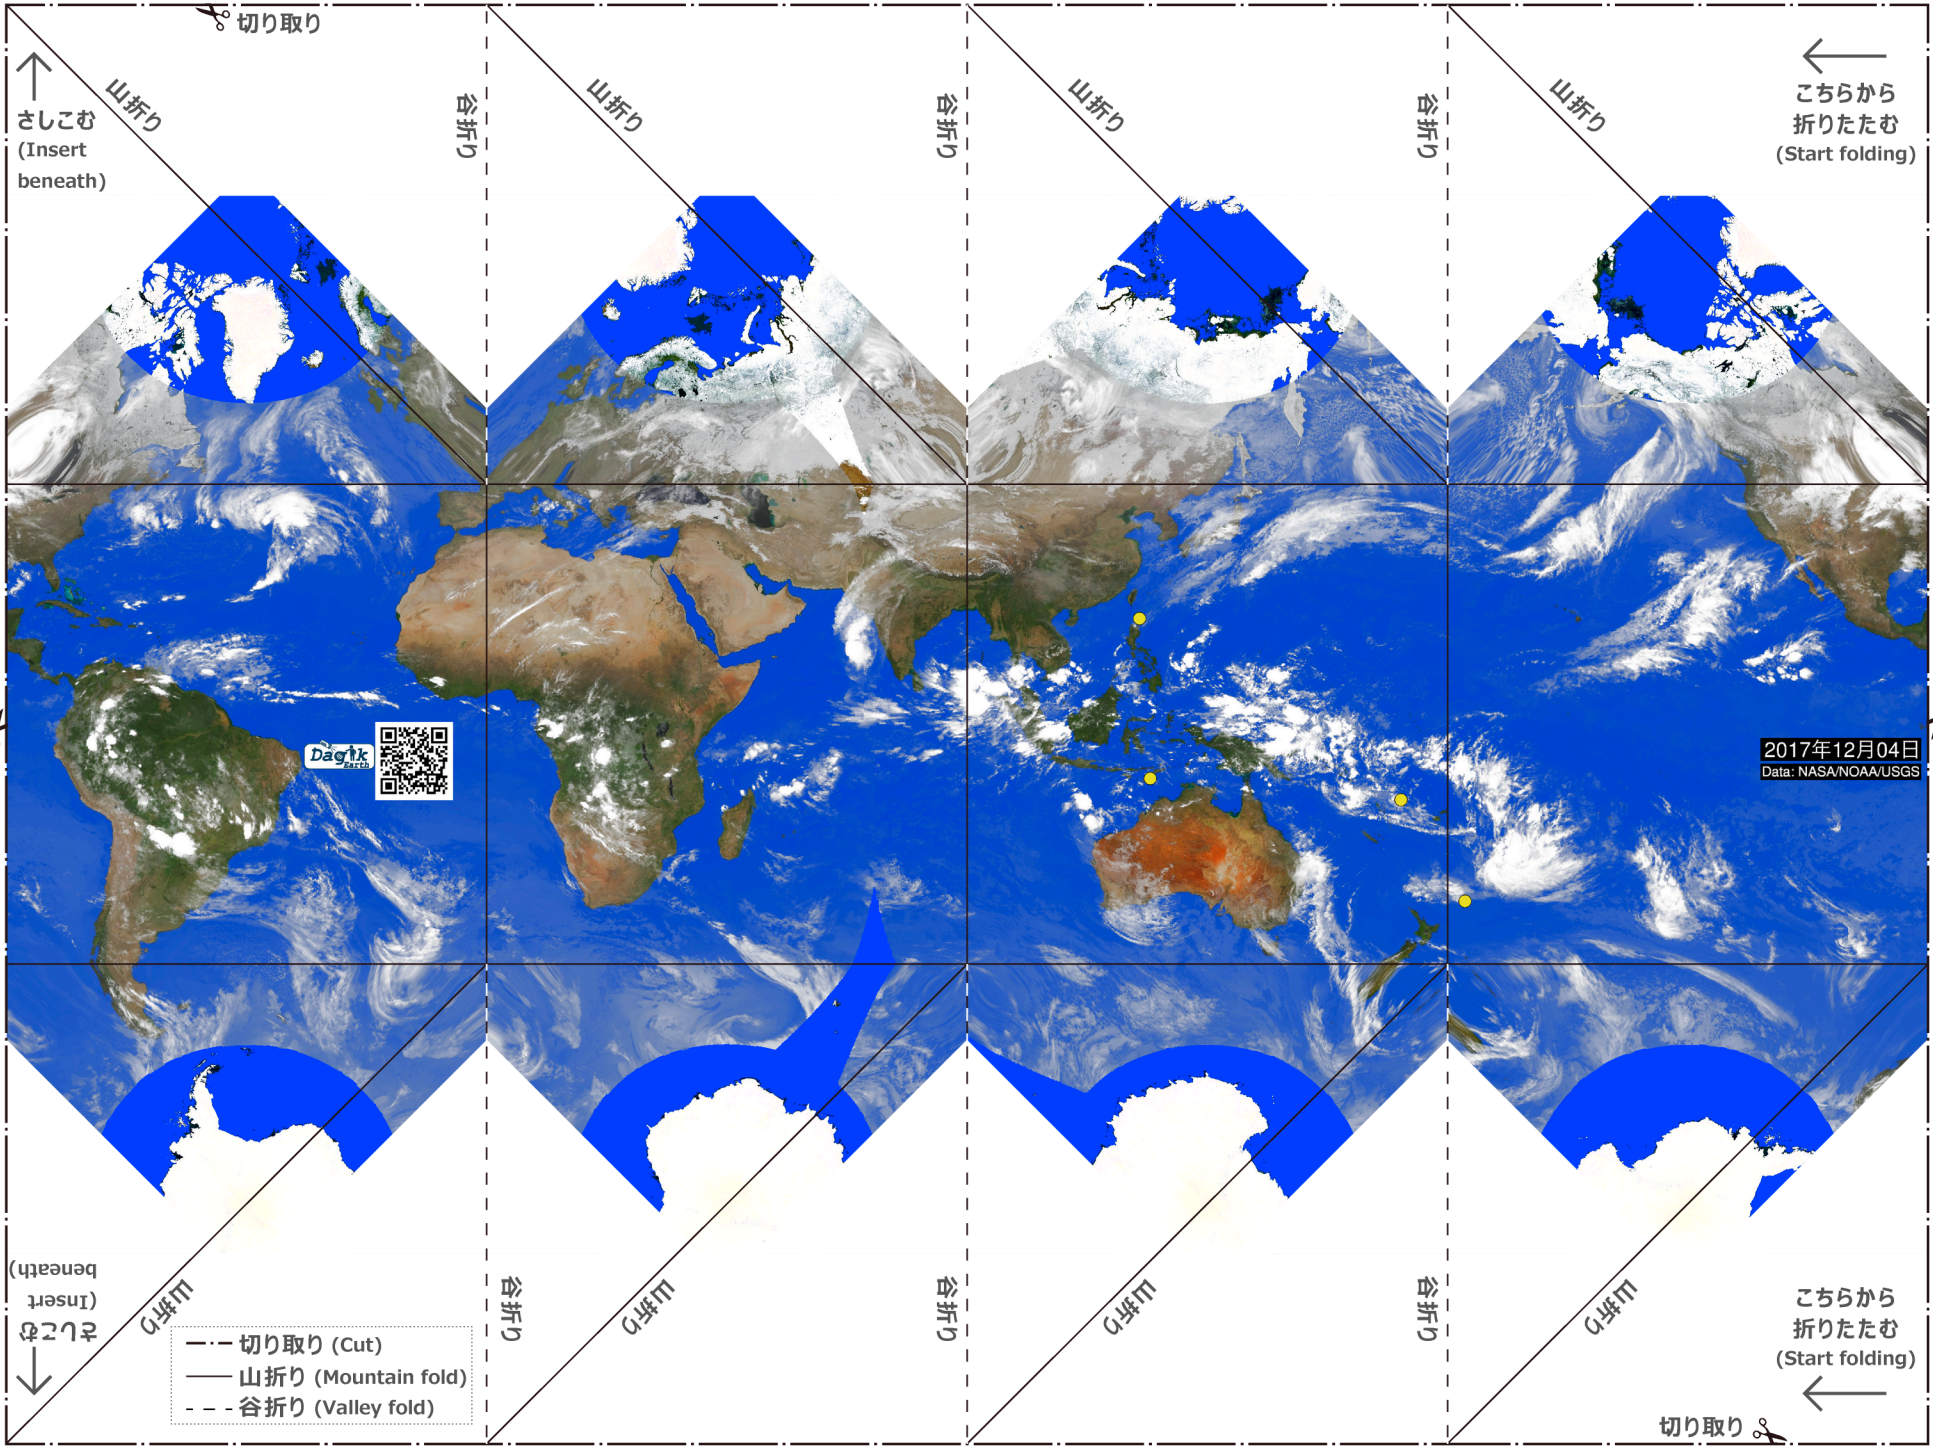 切り取り
さしこむ
(Insert
beneath)
山折り
谷折り
山折り
谷折り
山折り
谷折り
山折り
こちらから
折りたたむ
(Start folding)
Dagik
Earth
2017年12月04日
Data: NASA/NOAA/USGS
さしこむ
(Insert
beneath)
山折り
谷折り
山折り
谷折り
山折り
谷折り
山折り
こちらから
折りたたむ
(Start folding)
切り取り (Cut)
山折り (Mountain fold)
谷折り (Valley fold)
切り取り